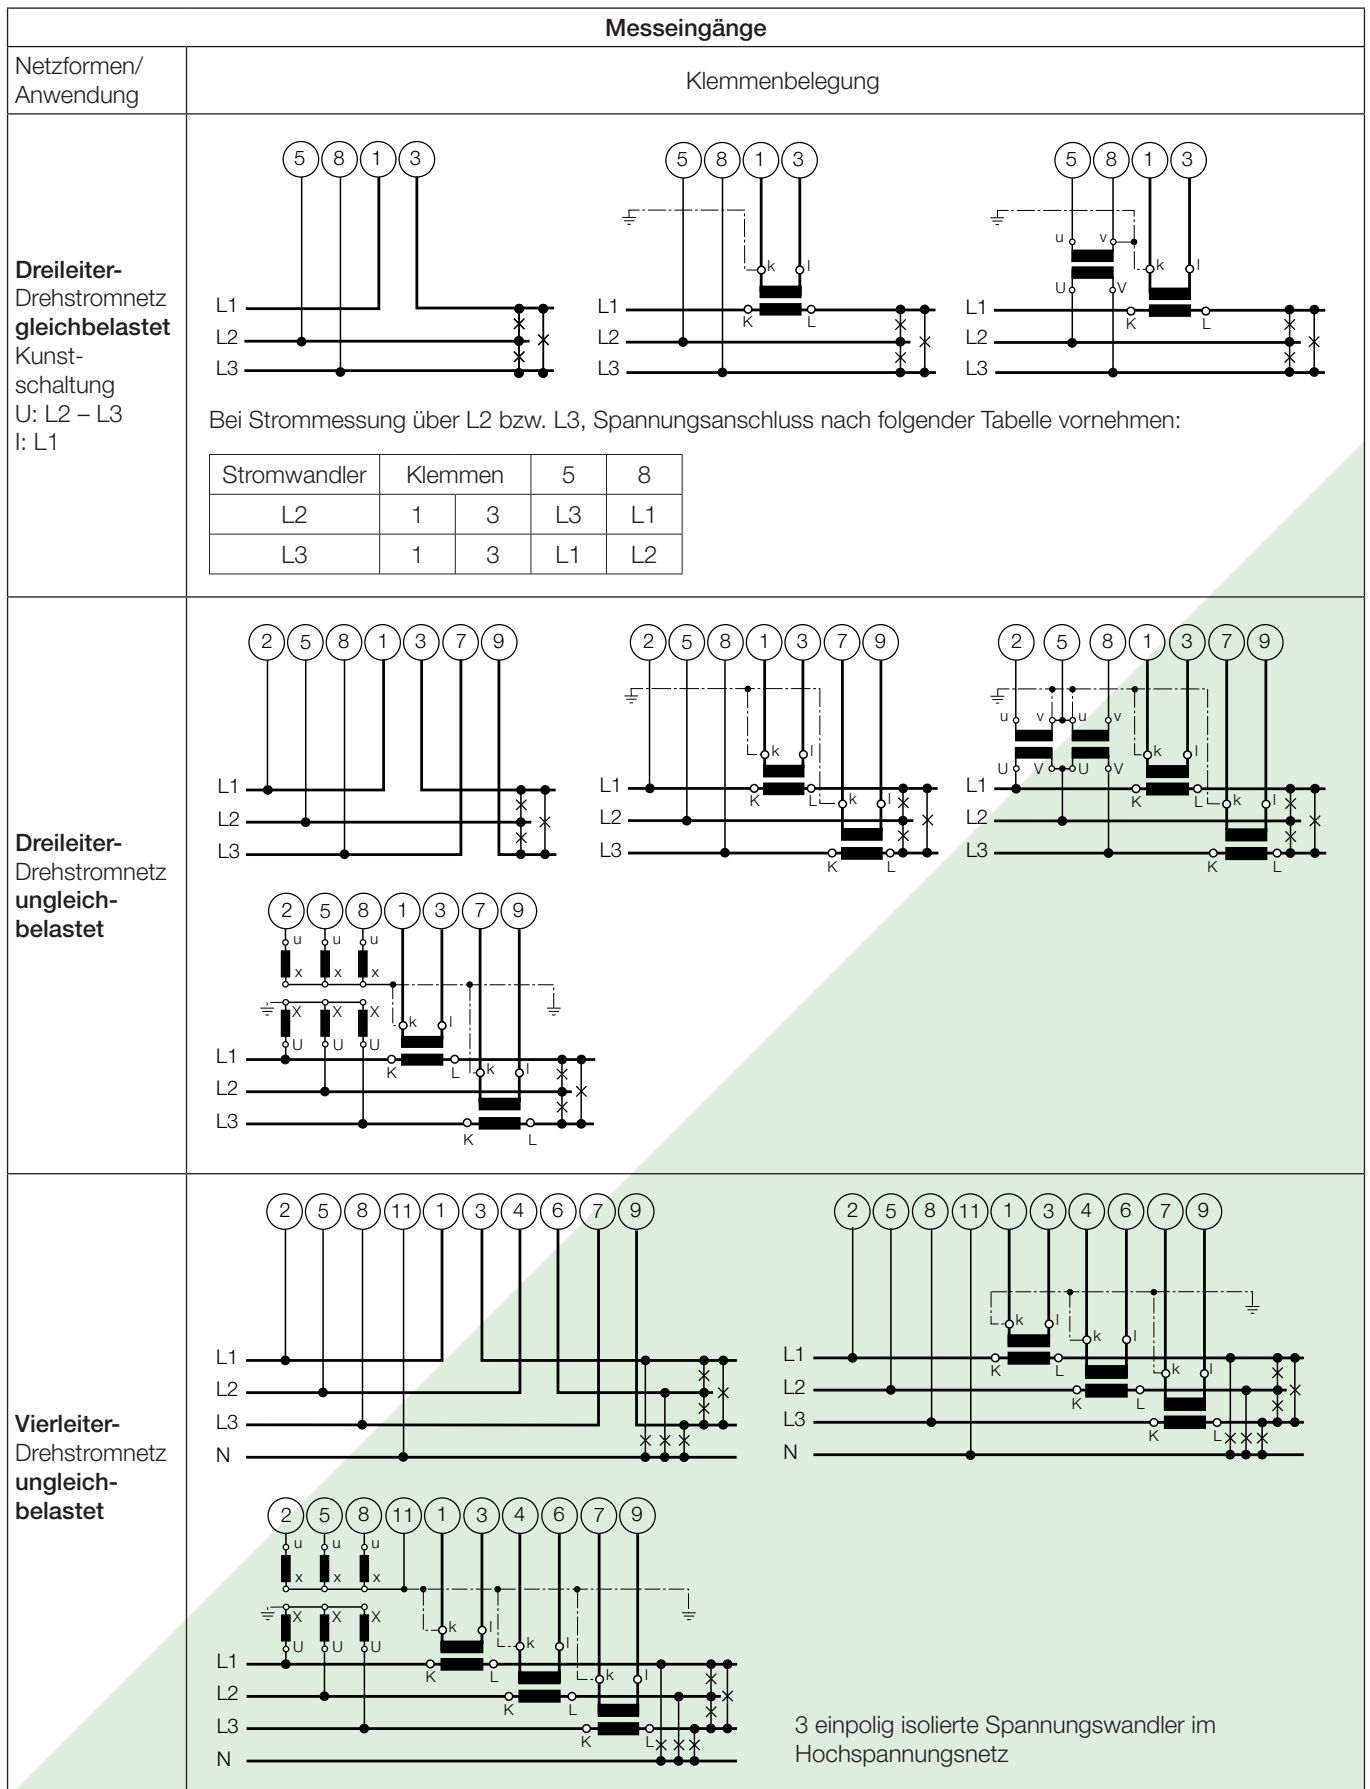 Messeingänge
Netzformen/
Anwendung
Klemmenbelegung
Dreileiter-
Drehstromnetz
gleichbelastet
Kunst-
schaltung
U: L2 – L3
I: L1
5 8 1 3
L1
L2
L3
5 8 1 3
k l
L1
K L
L2
L3
5 8 1 3
u v
k l
U V
L1
K L
L2
L3
Bei Strommessung über L2 bzw. L3, Spannungsanschluss nach folgender Tabelle vornehmen:
Stromwandler Klemmen 5 8
L2 1 3 L3 L1
L3 1 3 L1 L2
Dreileiter-
Drehstromnetz
ungleich-
belastet
2 5 8 1 3 7 9
L1
L2
L3
2 5 8 1 3 7 9
k l
L1
K L k l
L2
L3
K L
2 5 8 1 3 7 9
u v u v
k l
U V U V
L1
K L k l
L2
L3
K L
2 5 8 1 3 7 9
u u u
x x x
X X X
k l
U U U
L1
K L k l
L2
L3
K L
Vierleiter-
Drehstromnetz
ungleich-
belastet
2 5 8 11 1 3 4 6 7 9
L1
L2
L3
N
2 5 8 11 1 3 4 6 7 9
k l
k l
L1
K L k l
L2
K L
L3
K L
N
2 5 8 11 1 3 4 6 7 9
u u u
x x x
X X X
k l
U U U k l
L1
K L k l
L2
K L
L3
K L
N
3 einpolig isolierte Spannungswandler im
Hochspannungsnetz